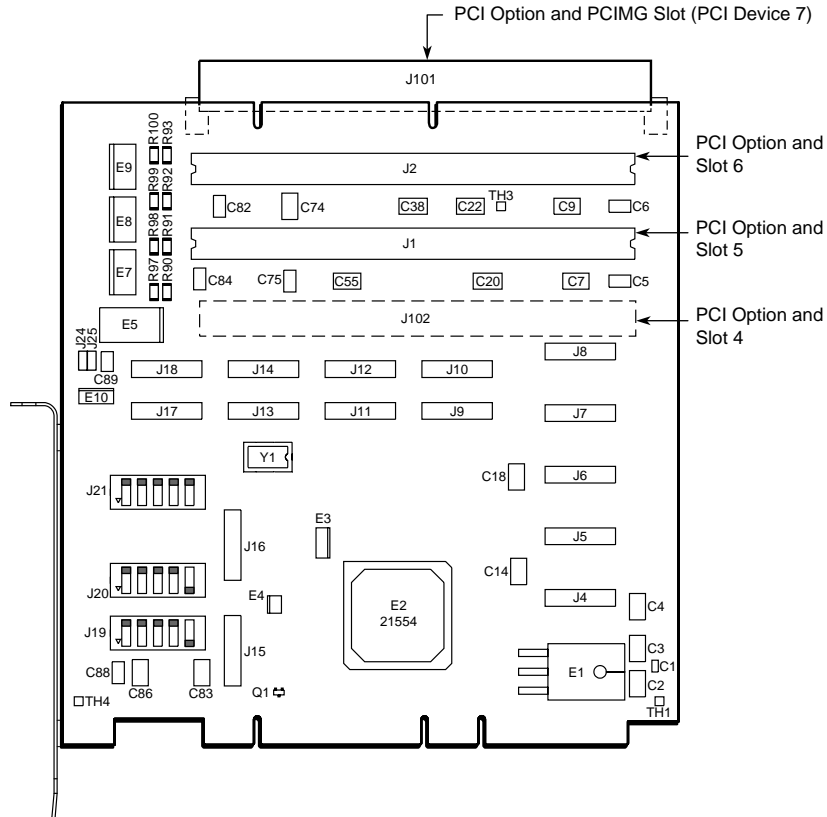 PCI Option and PCIMG Slot (PCI Device 7)
J101
R100
R93
PCI Option and
Slot 6
E9
J2
R99
R92
TH3
C82
C74
C38
C22
C9
C6
E8
R98
R91
PCI Option and
Slot 5
J1
E7
R97
R90
C84
C75
C55
C20
C7
C5
E5
J102
PCI Option and
Slot 4
J24
J25
J8
C89
J18
J14
J12
J10
E10
J17
J13
J11
J9
J7
Y1
C18
J6
J21
E3
J16
J5
C14
J20
E4
E2
21554
J4
C4
J19
J15
C3
C88
E1
C1
C86
C83
Q1
C2
TH4
TH1